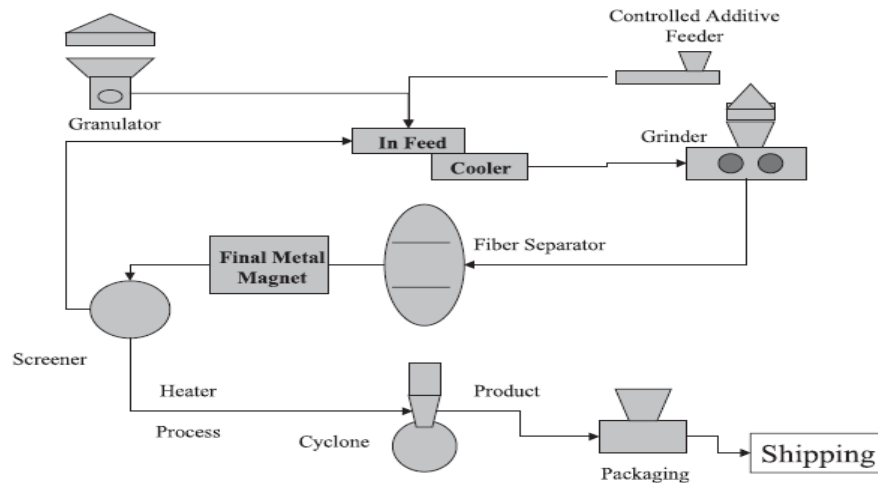 Controlled Additive
Feeder
Granulator
Grinder
In Feed
Cooler
Fiber Separator
Final Metal
Magnet
Screener
Heater
Product
Process
Cyclone
Packaging
Shipping